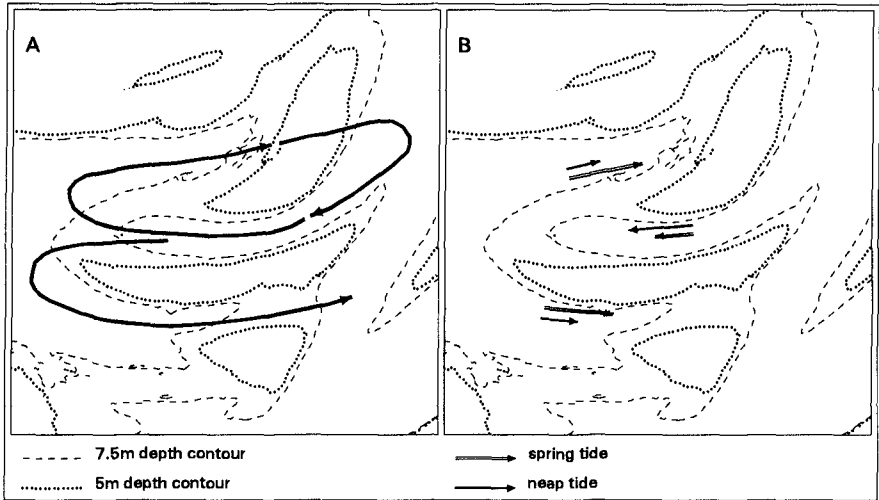 A
B
7.5m depth contour
5m depth contour
spring tide
neap tide